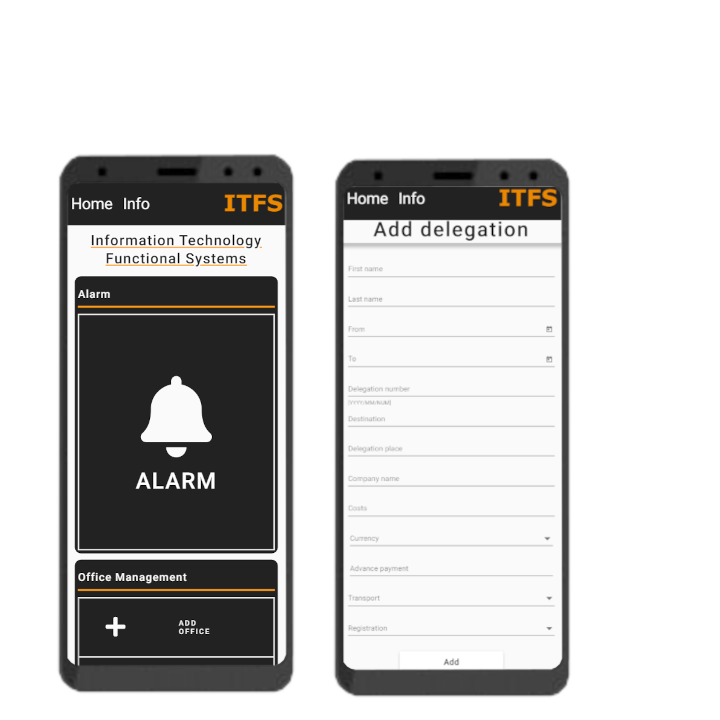 Home Info ITFS
Information Technology
Functional Systems
Alarm
ALARM
Office Management
ADD
OFFICE
Home Info ITFS
Add delegation
First name
Last name
From
To
Delegation number
(YYYY/MM/NUM)
Destination
Delegation place
Company name
Costs
Currency
Advance payment
Transport
Registration
Add